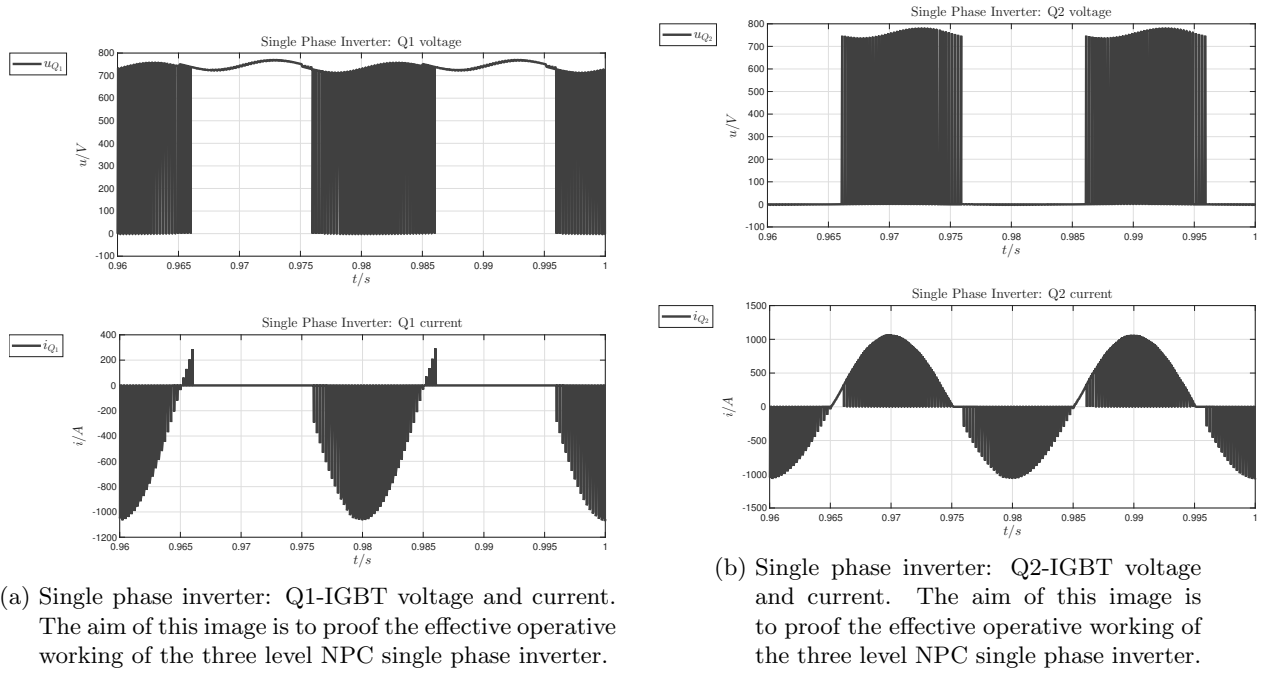 Single Phase Inverter: Q1 voltage
u_{Q_1}
800
700
600
500
400
300
200
100
0
-100
u/V
0.96 0.965 0.97 0.975 0.98 0.985 0.99 0.995 1
t/s
Single Phase Inverter: Q1 current
i_{Q_1}
400
200
0
-200
-400
-600
-800
-1000
-1200
i/A
0.96 0.965 0.97 0.975 0.98 0.985 0.99 0.995 1
t/s
(a) Single phase inverter: Q1-IGBT voltage and current.
The aim of this image is to proof the effective operative
working of the three level NPC single phase inverter.
Single Phase Inverter: Q2 voltage
u_{Q_2}
800
700
600
500
400
300
200
100
0
-100
u/V
0.96 0.965 0.97 0.975 0.98 0.985 0.99 0.995 1
t/s
Single Phase Inverter: Q2 current
i_{Q_2}
1500
1000
500
0
-500
-1000
-1500
i/A
0.96 0.965 0.97 0.975 0.98 0.985 0.99 0.995 1
t/s
(b) Single phase inverter: Q2-IGBT voltage
and current. The aim of this image is
to proof the effective operative working of
the three level NPC single phase inverter.